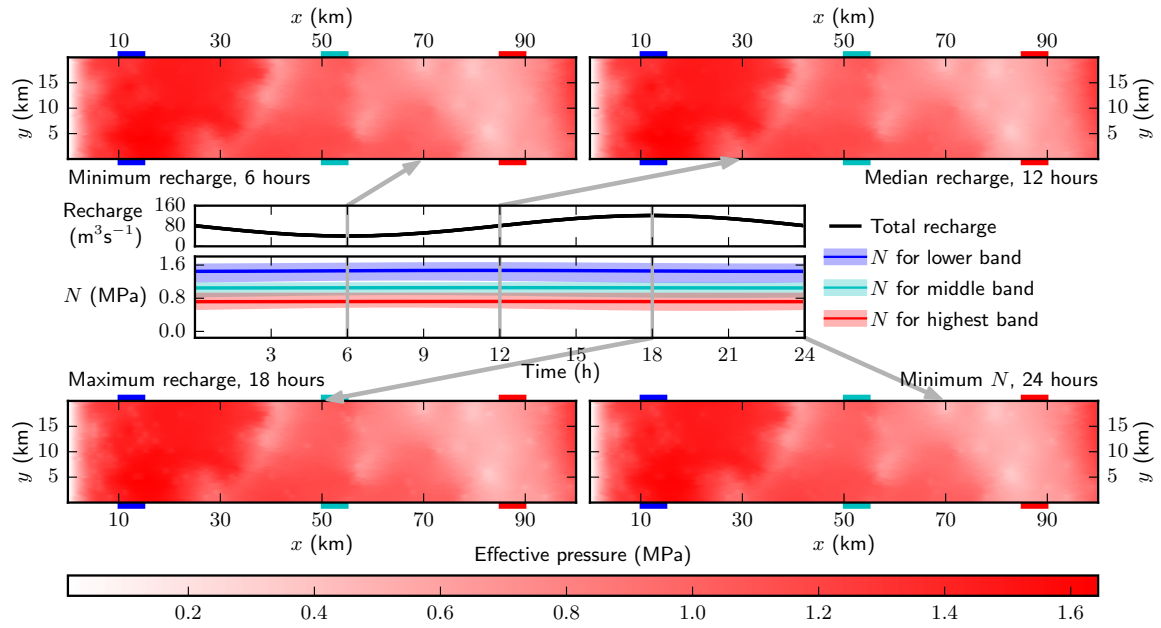 x (km) x (km)
10 30 50 70 90 10 30 50 70 90
y (km) 15 10 5 15 10 5 y (km)
Minimum recharge, 6 hours Median recharge, 12 hours
Recharge (m³s⁻¹) 160 80 0
N (MPa) 1.6 0.8 0.0
Total recharge
N for lower band
N for middle band
N for highest band
3 6 9 12 15 18 21 24
Time (h)
Maximum recharge, 18 hours Minimum N, 24 hours
y (km) 15 10 5 15 10 5 y (km)
10 30 50 70 90 10 30 50 70 90
x (km) x (km)
Effective pressure (MPa)
0.2 0.4 0.6 0.8 1.0 1.2 1.4 1.6